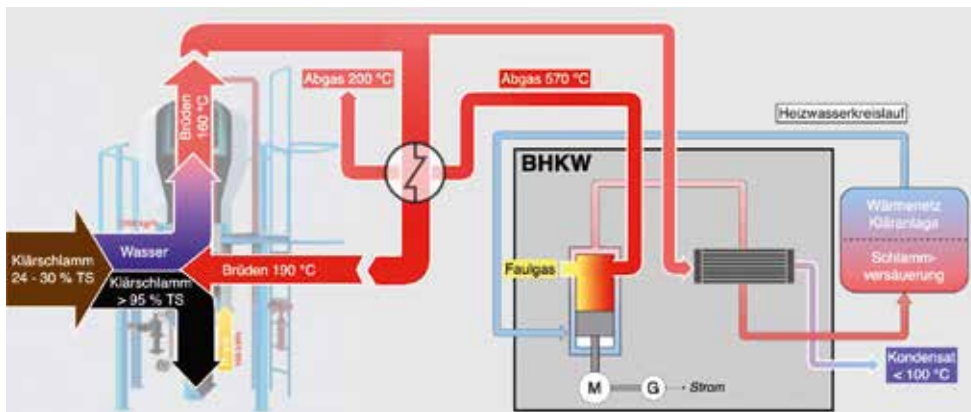 Abgas 200 °C
Abgas 570 °C
Brüden
160 °C
Heizwasserkreislauf
BHKW
Wärmenetz
Kläranlage
Schlamm-
versäuerung
Klärschlamm
24 - 30 % TS
Wasser
Brüden 190 °C
Faulgas
Klärschlamm
> 95 % TS
Kondensat
< 100 °C
M
G
Strom